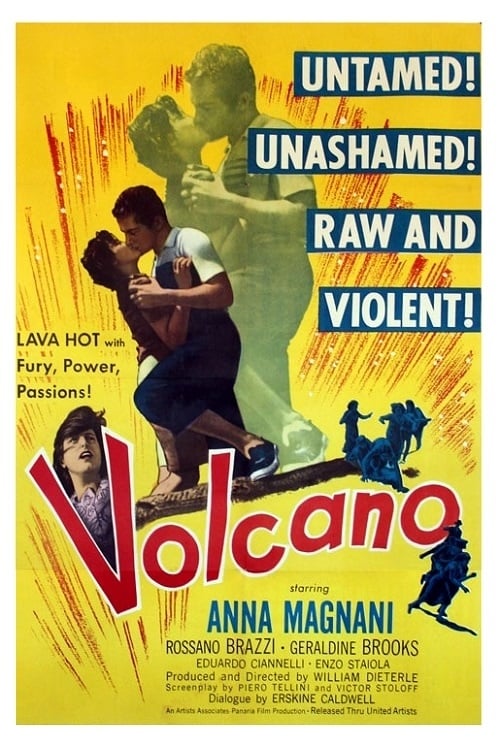 UNTAMED!
UNASHAMED!
RAW AND
VIOLENT!
LAVA HOT with
Fury, Power,
Passions!
VOLCANO
starring
ANNA MAGNANI
ROSSANO BRAZZI · GERALDINE BROOKS
EDUARDO CIANNELLI · ENZO STAIOLA
Produced and Directed by WILLIAM DIETERLE
Screenplay by PIERO TELLINI and VICTOR STOLOFF
Dialogue by ERSKINE CALDWELL
An Artists Associates-Panaria Film Production - Released Thru United Artists